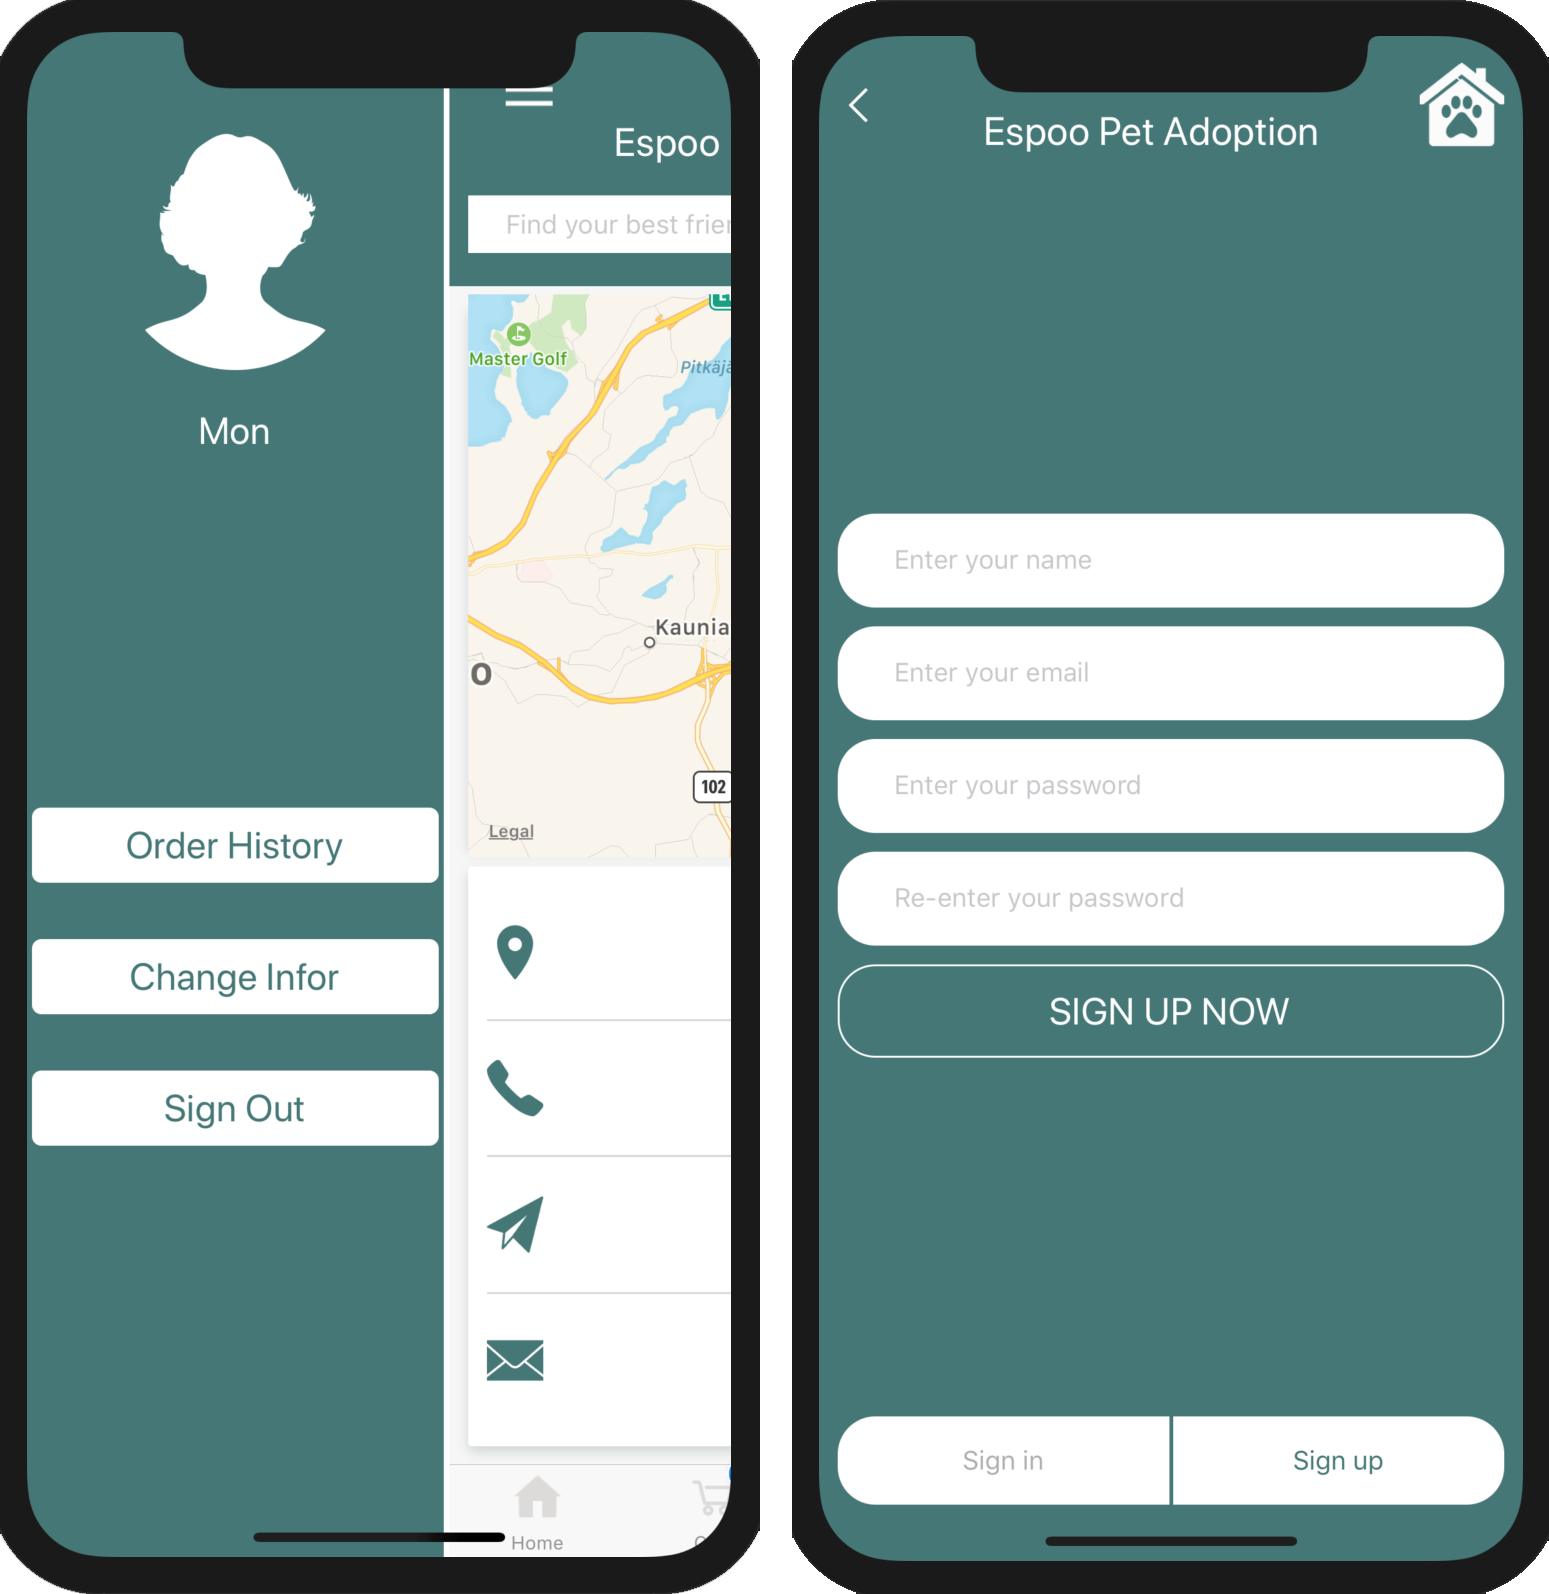 Mon
Order History
Change Infor
Sign Out
Espoo
Find your best frien
Master Golf
Pitkäjä
Kaunia
o
102
Legal
Home
Espoo Pet Adoption
Enter your name
Enter your email
Enter your password
Re-enter your password
SIGN UP NOW
Sign in
Sign up